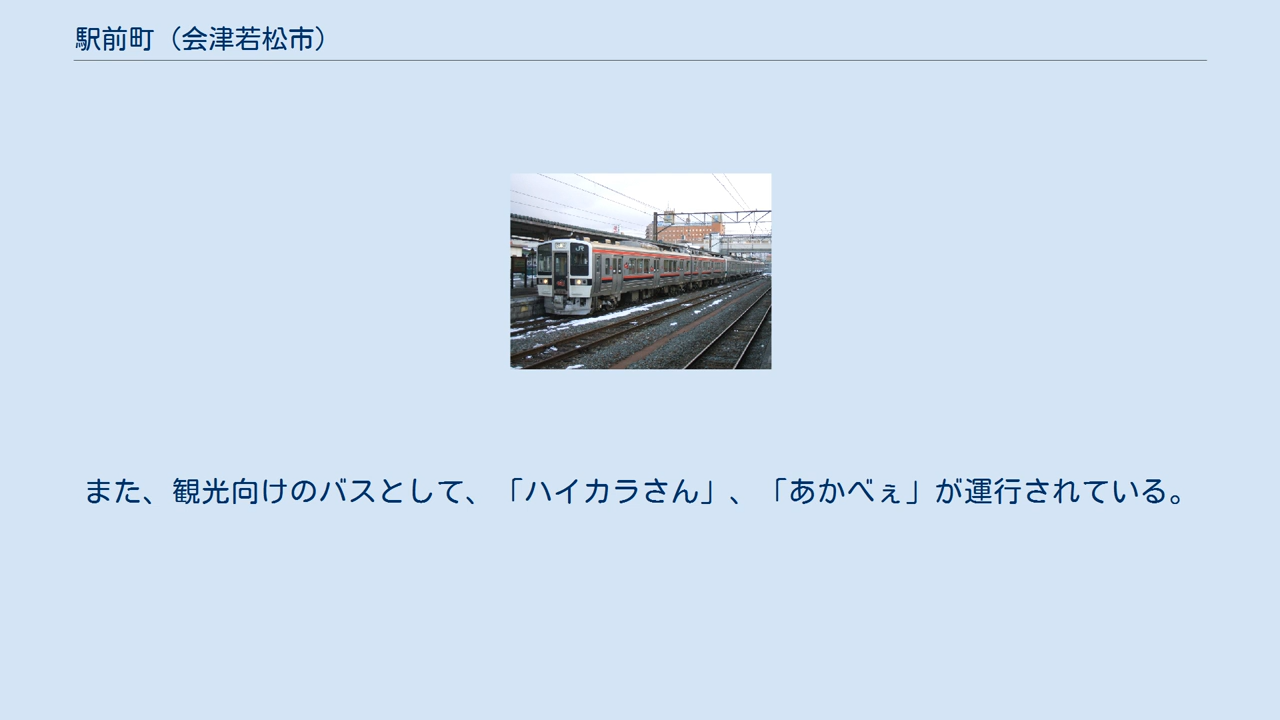 駅前町（会津若松市）
JR
また、観光向けのバスとして、「ハイカラさん」、「あかべぇ」が運行されている。